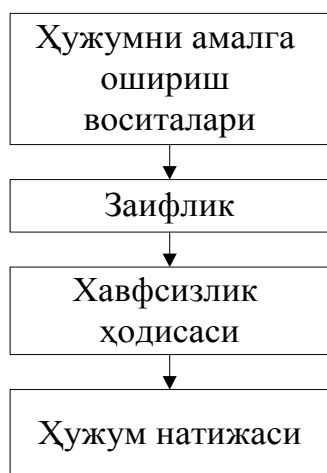 Ҳужумни амалга
ошириш
воситалари
Заифлик
Хавфсизлик
ҳодисаси
Ҳужум натижаси